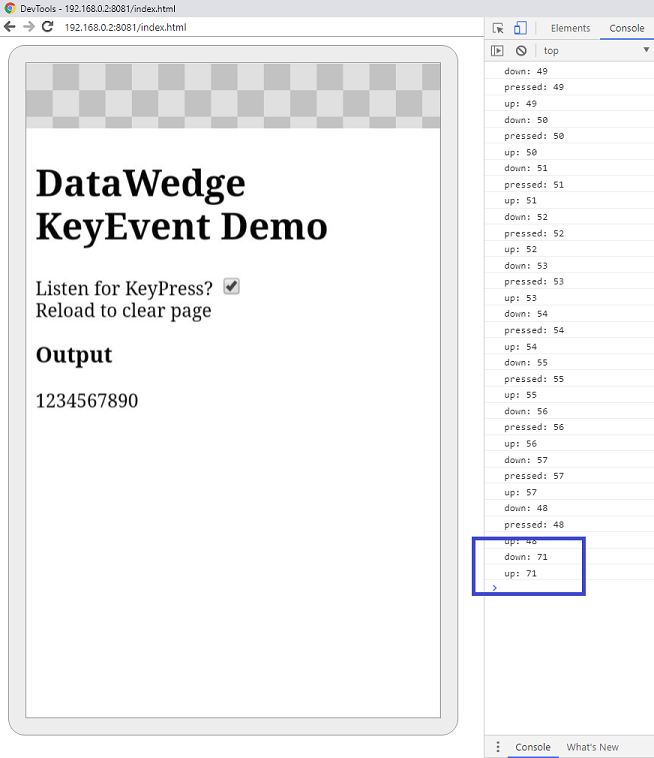 DevTools - 192.168.0.2:8081/index.html
192.168.0.2:8081/index.html
Elements Console
top
DataWedge
KeyEvent Demo
Listen for KeyPress?
Reload to clear page
Output
1234567890
down: 49
pressed: 49
up: 49
down: 50
pressed: 50
up: 50
down: 51
pressed: 51
up: 51
down: 52
pressed: 52
up: 52
down: 53
pressed: 53
up: 53
down: 54
pressed: 54
up: 54
down: 55
pressed: 55
up: 55
down: 56
pressed: 56
up: 56
down: 57
pressed: 57
up: 57
down: 48
pressed: 48
up: 48
down: 71
up: 71
>
Console What's New